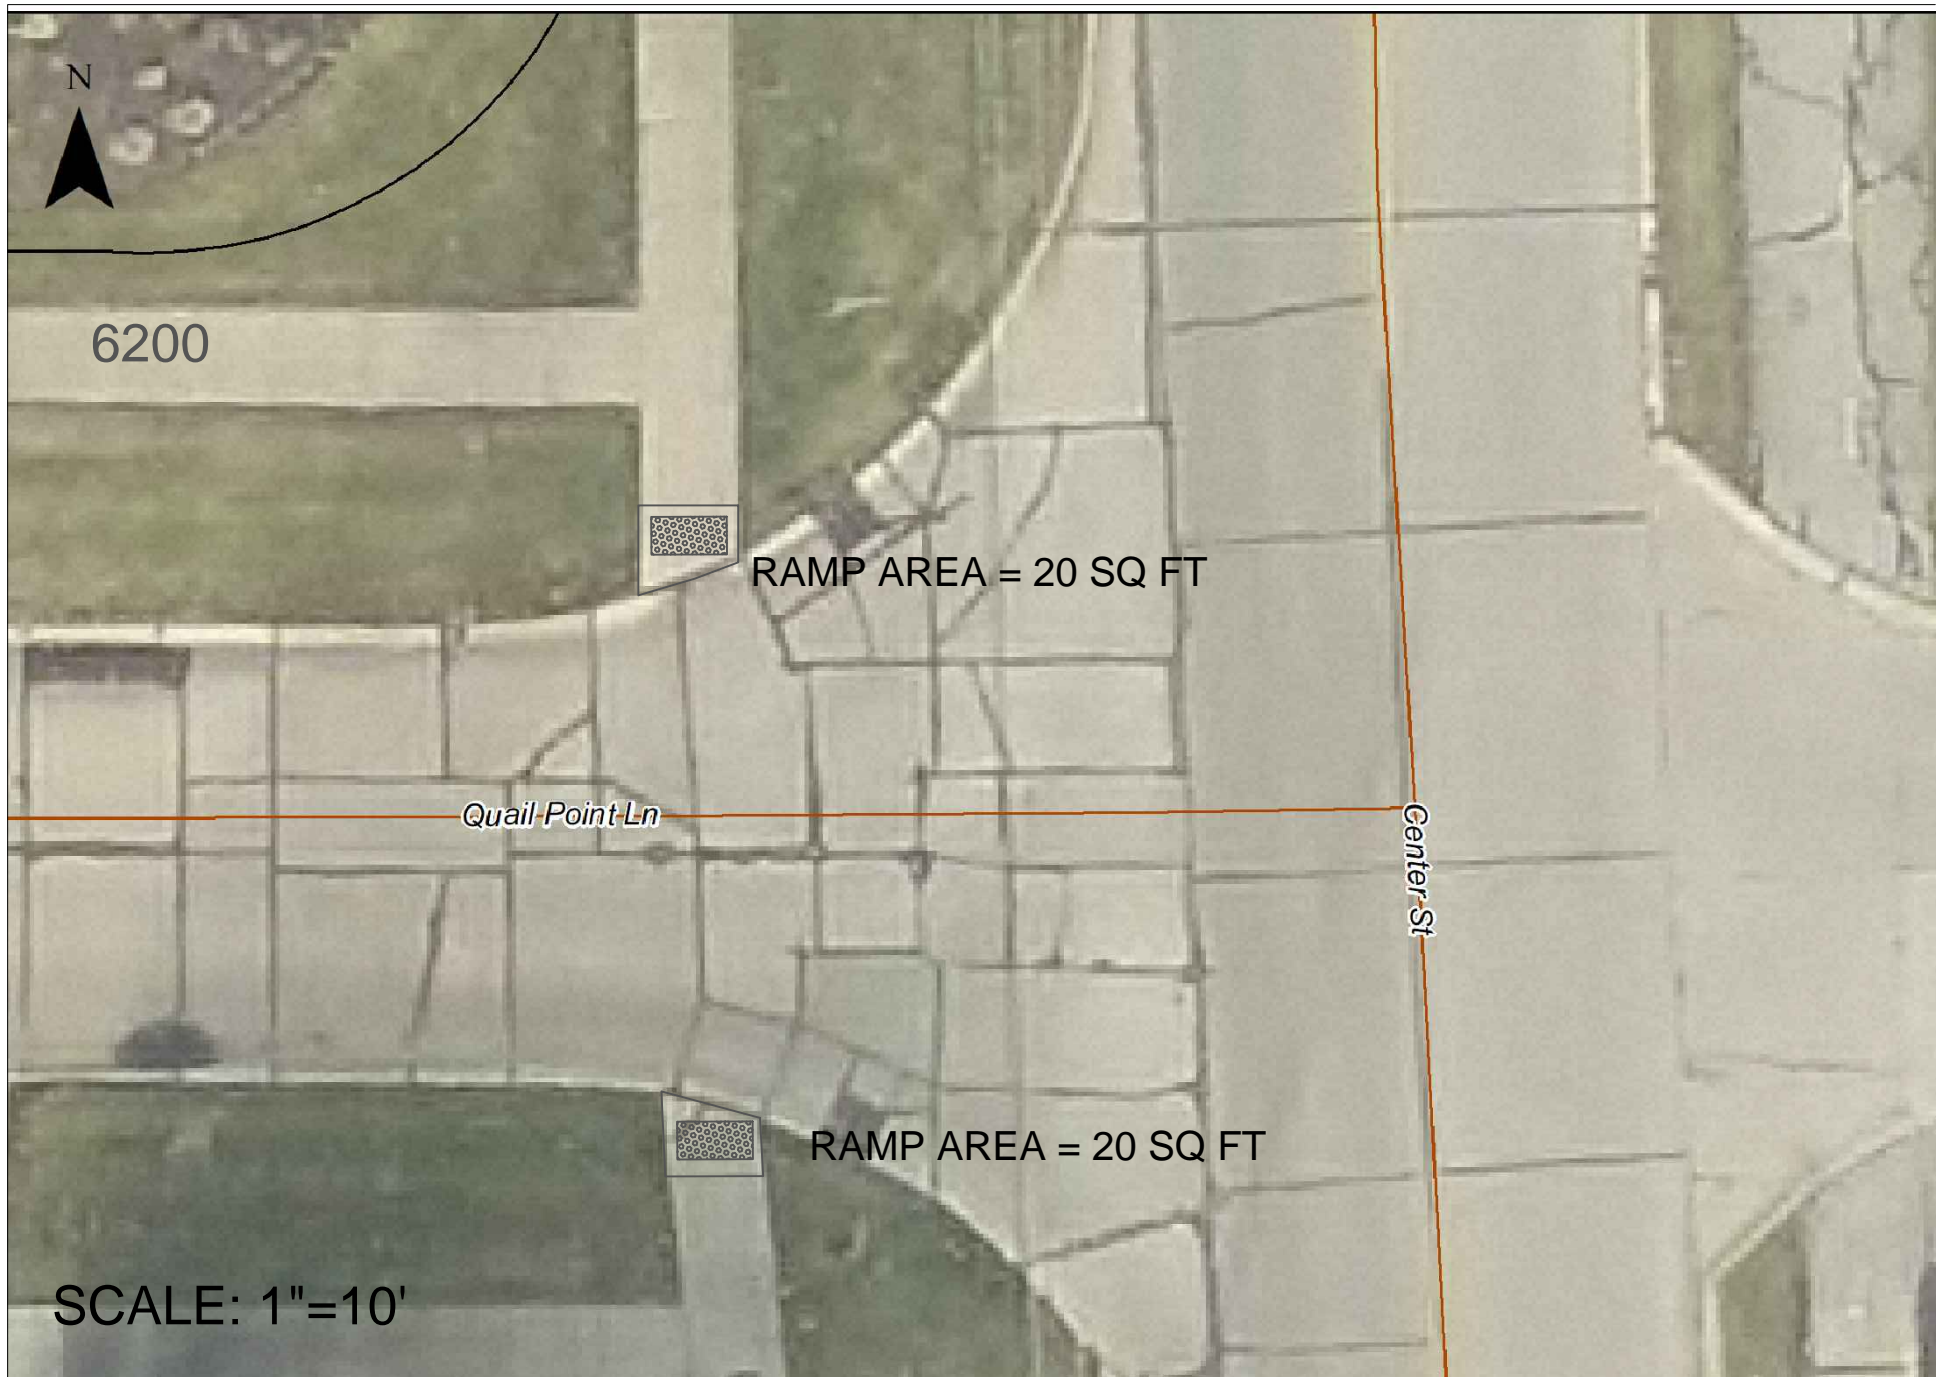 N
6200
RAMP AREA = 20 SQ FT
Quail Point Ln
Center St
RAMP AREA = 20 SQ FT
SCALE: 1"=10'